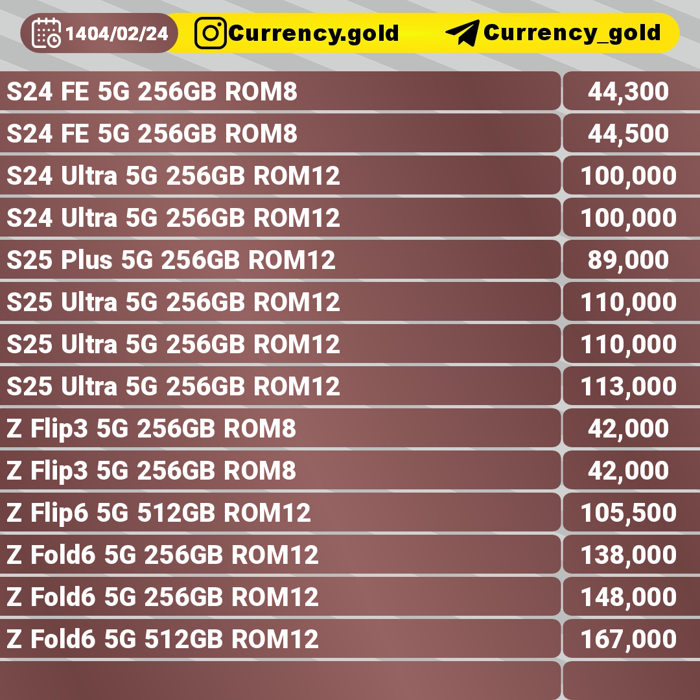 1404/02/24 Currency.gold Currency_gold
S24 FE 5G 256GB ROM8 44,300
S24 FE 5G 256GB ROM8 44,500
S24 Ultra 5G 256GB ROM12 100,000
S24 Ultra 5G 256GB ROM12 100,000
S25 Plus 5G 256GB ROM12 89,000
S25 Ultra 5G 256GB ROM12 110,000
S25 Ultra 5G 256GB ROM12 110,000
S25 Ultra 5G 256GB ROM12 113,000
Z Flip3 5G 256GB ROM8 42,000
Z Flip3 5G 256GB ROM8 42,000
Z Flip6 5G 512GB ROM12 105,500
Z Fold6 5G 256GB ROM12 138,000
Z Fold6 5G 256GB ROM12 148,000
Z Fold6 5G 512GB ROM12 167,000